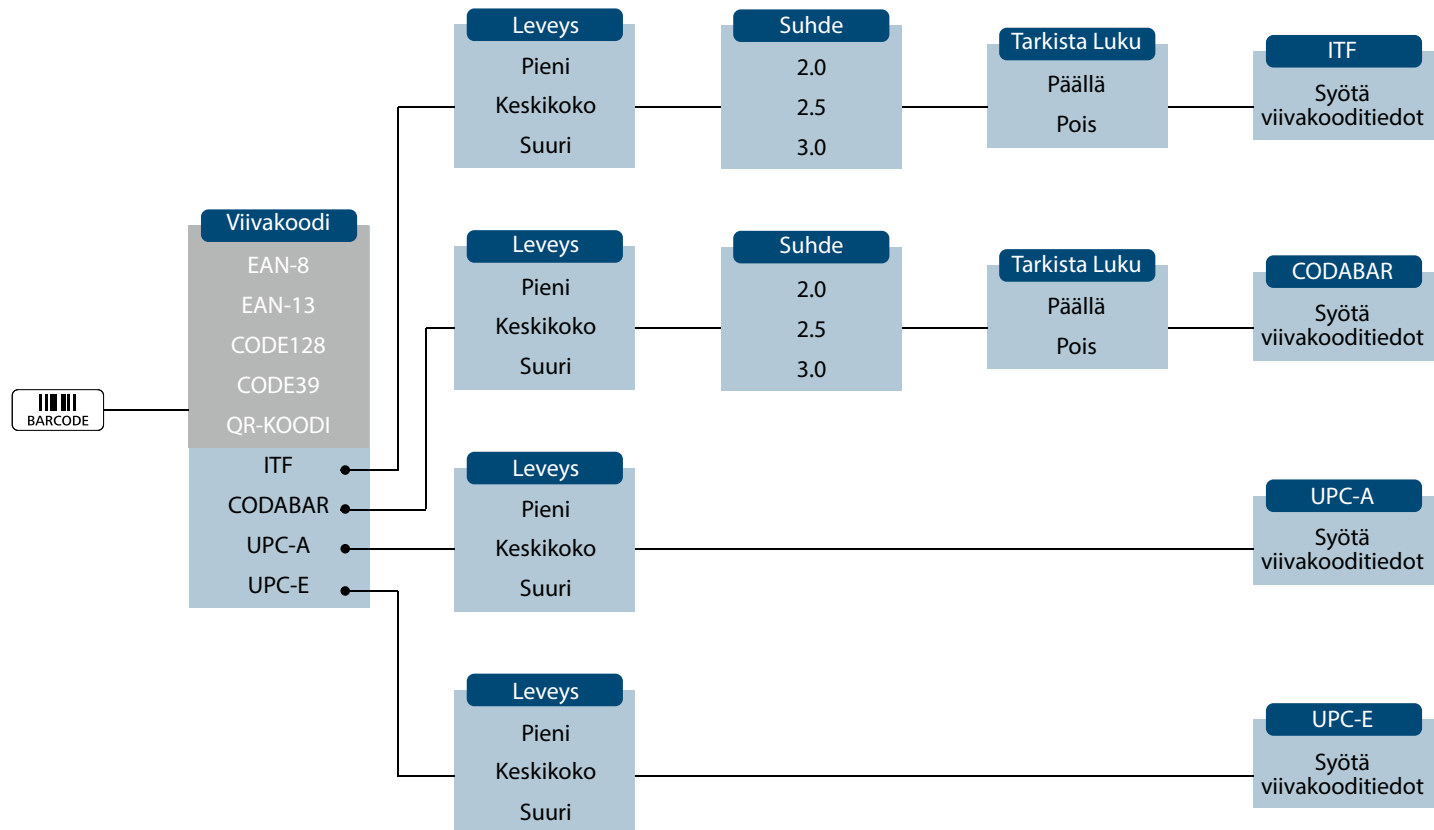 Leveys
Pieni
Keskikoko
Suuri
Suhde
2.0
2.5
3.0
Tarkista Luku
Päällä
Pois
ITF
Syötä
viivakooditiedot
BARCODE
Viivakoodi
EAN-8
EAN-13
CODE128
CODE39
QR-KOODI
ITF
CODABAR
UPC-A
UPC-E
Leveys
Pieni
Keskikoko
Suuri
Suhde
2.0
2.5
3.0
Tarkista Luku
Päällä
Pois
CODABAR
Syötä
viivakooditiedot
Leveys
Pieni
Keskikoko
Suuri
UPC-A
Syötä
viivakooditiedot
Leveys
Pieni
Keskikoko
Suuri
UPC-E
Syötä
viivakooditiedot